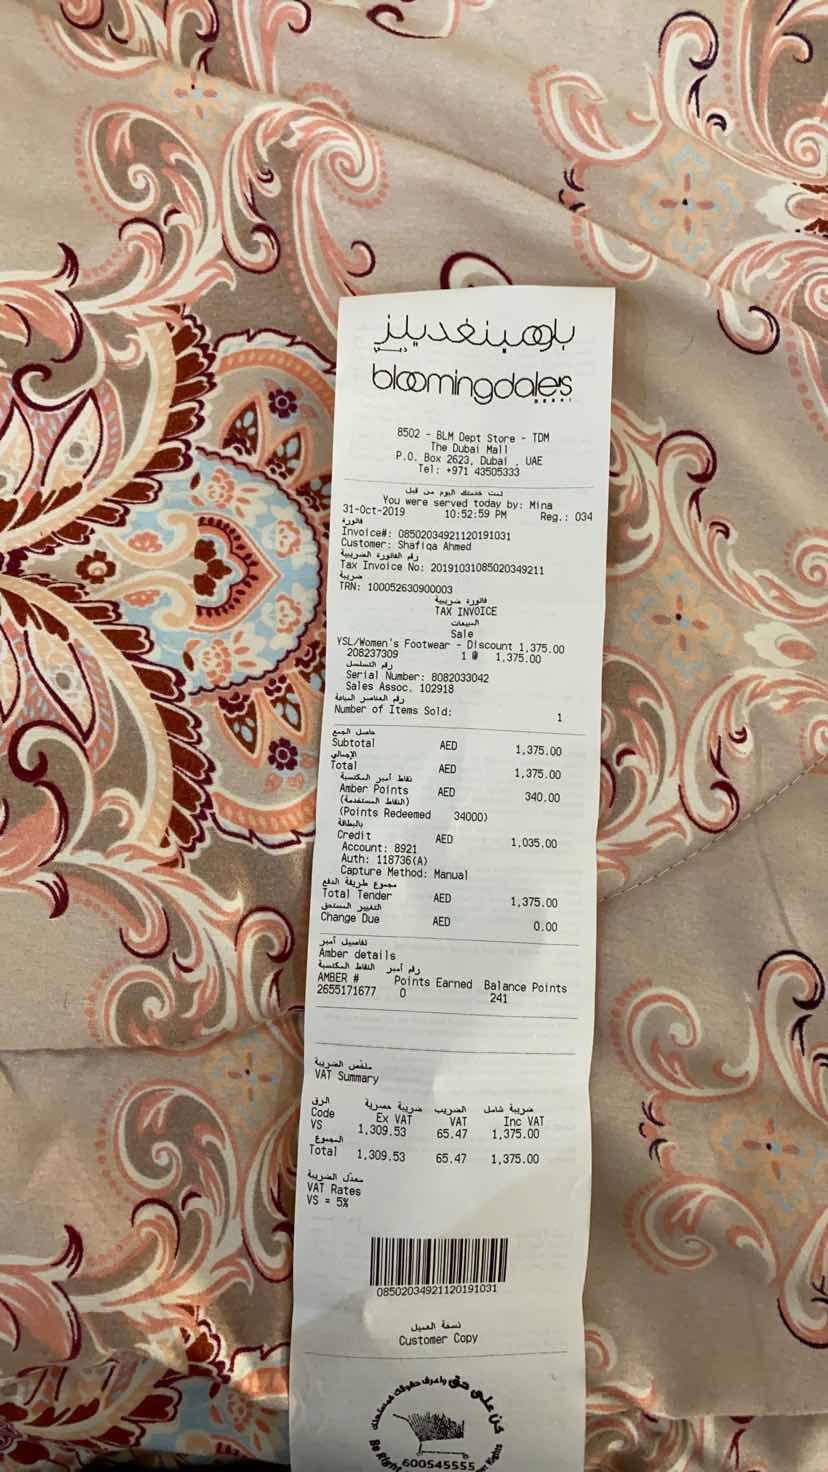 بلومينغديلز
دبي
bloomingdale's
DUBAI
8502 - BLM Dept Store - TDM
The Dubai Mall
P.O. Box 2623, Dubai , UAE
Tel: +971 43505333
تمت خدمتك اليوم من قبل
You were served today by: Mina
31-Oct-2019 10:52:59 PM Reg.: 034
فاتورة
Invoice#: 08502034921120191031
Customer: Shafiqa Ahmed
رقم الفاتورة الضريبية
Tax Invoice No: 20191031085020349211
ضريبة
TRN: 100052630900003
فاتورة ضريبية
TAX INVOICE
المبيعات
Sale
YSL/Women's Footwear - Discount 1,375.00
208237309 1 @ 1,375.00
رقم التسلسل
Serial Number: 8082033042
Sales Assoc. 102918
رقم العناصر المباعة
Number of Items Sold: 1
حاصل الجمع
Subtotal AED 1,375.00
الإجمالي
Total AED 1,375.00
نقاط أمبر المكتسبة
Amber Points AED 340.00
(النقاط المستخدمة)
(Points Redeemed 34000)
بالبطاقة
Credit AED 1,035.00
Account: 8921
Auth: 118736(A)
Capture Method: Manual
مجموع طريقة الدفع
Total Tender AED 1,375.00
التغيير المستحق
Change Due AED 0.00
تفاصيل أمبر
Amber details
رقم أمبر النقاط المكتسبة
AMBER # Points Earned Balance Points
2655171677 0 241
ملخص الضريبة
VAT Summary
الرق ضريبة حصرية الضريب ضريبة شامل
Code Ex VAT VAT Inc VAT
VS 1,309.53 65.47 1,375.00
المجموع
Total 1,309.53 65.47 1,375.00
معدّل الضريبة
VAT Rates
VS = 5%
08502034921120191031
نسخة العميل
Customer Copy
كن على حق واعرف حقوقك كمستهلك
Be Right
Rights
600545555